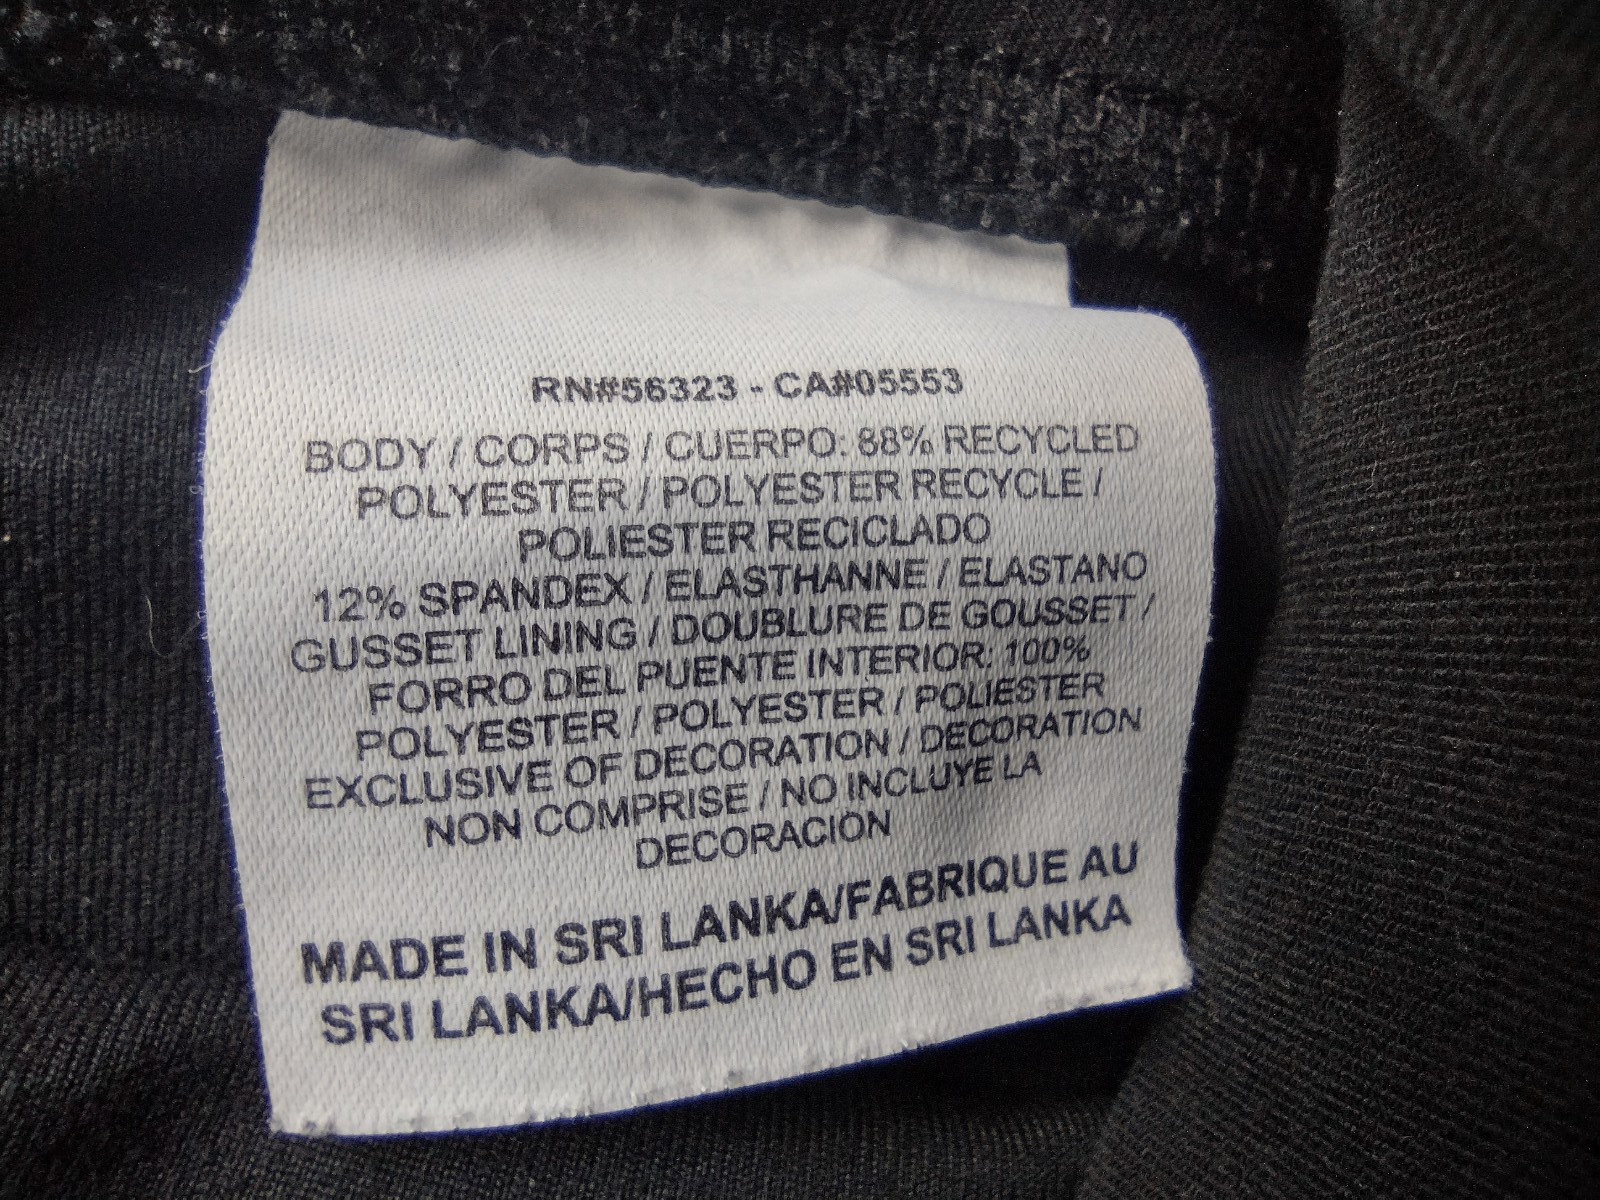 RN#56323 - CA#05553
BODY / CORPS / CUERPO: 88% RECYCLED
POLYESTER / POLYESTER RECYCLE /
POLIESTER RECICLADO
12% SPANDEX / ELASTHANNE / ELASTANO
GUSSET LINING / DOUBLURE DE GOUSSET /
FORRO DEL PUENTE INTERIOR: 100%
POLYESTER / POLYESTER / POLIESTER
EXCLUSIVE OF DECORATION / DECORATION
NON COMPRISE / NO INCLUYE LA
DECORACION
MADE IN SRI LANKA/FABRIQUE AU
SRI LANKA/HECHO EN SRI LANKA